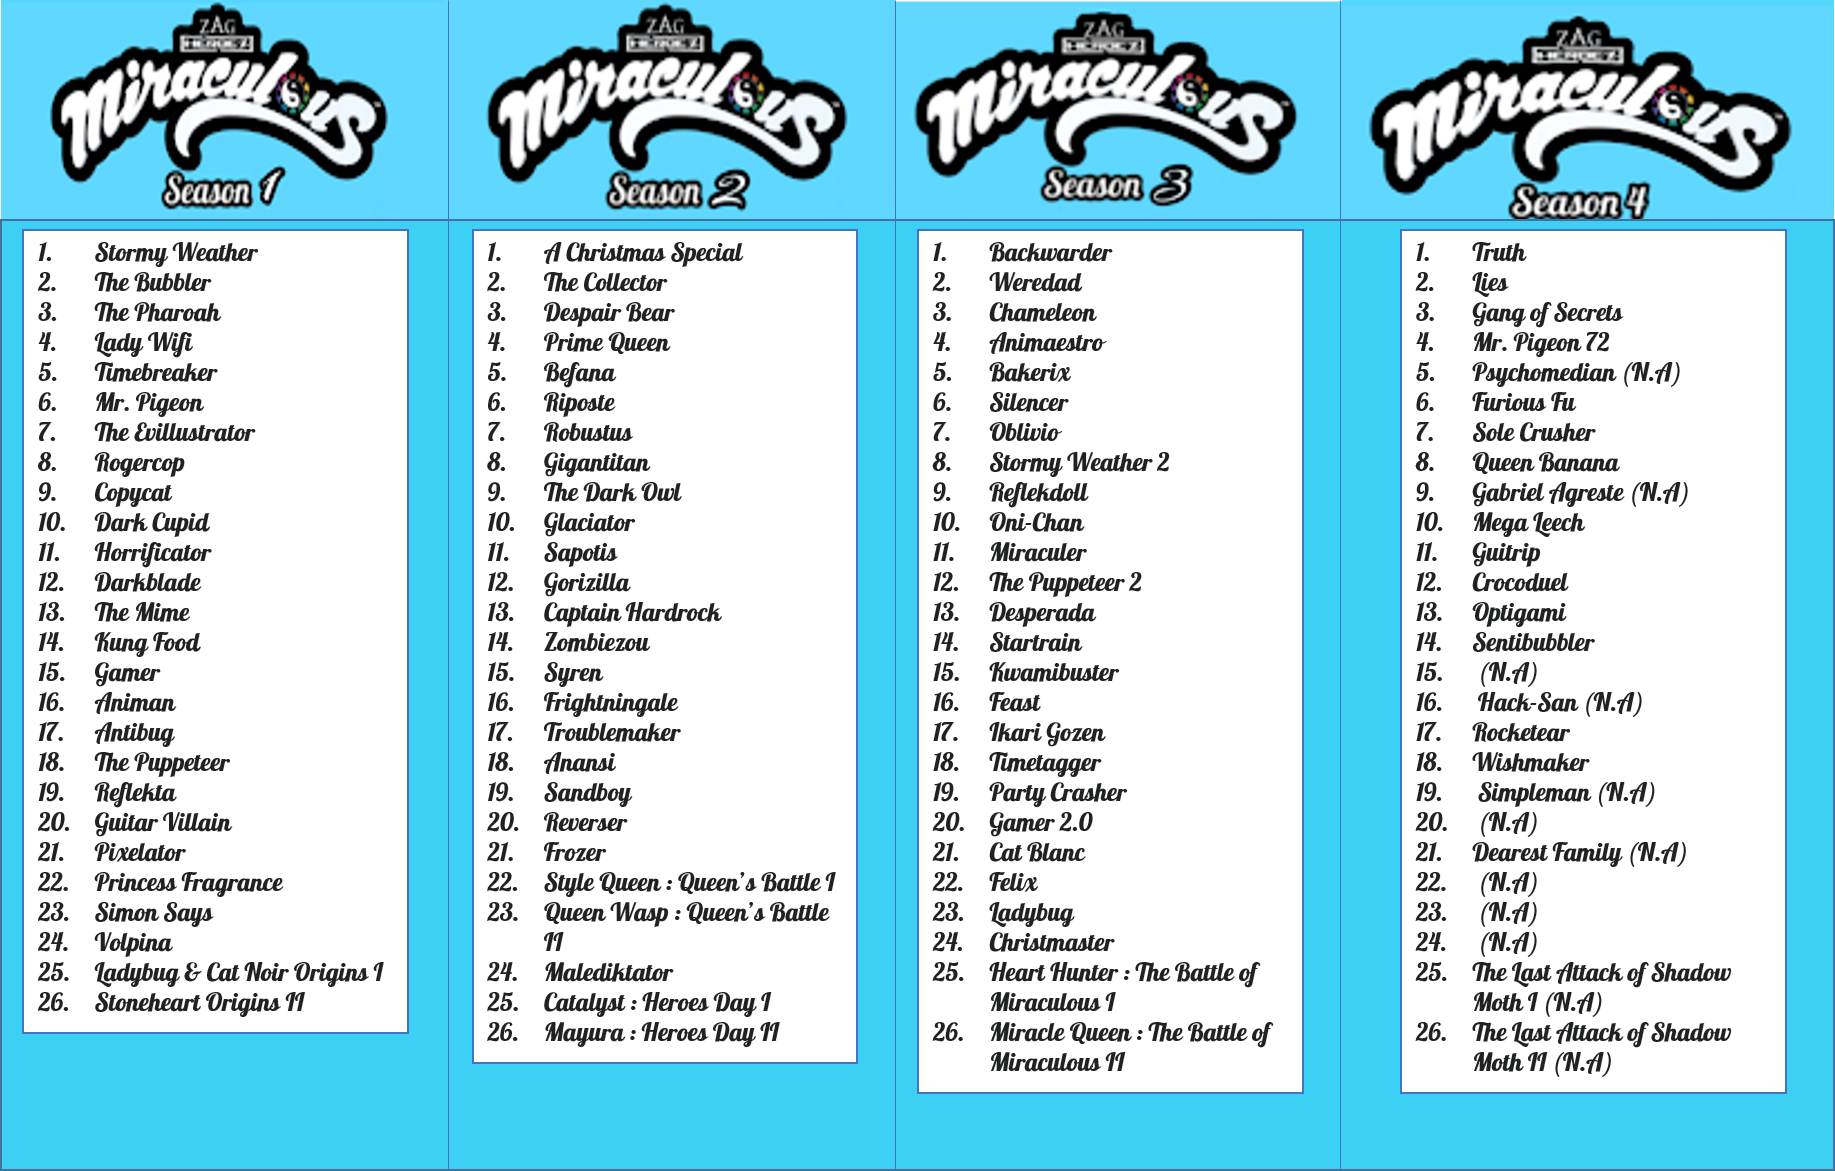 ZAG
HEROEZ
Miraculous
Season 1
1. Stormy Weather
2. The Bubbler
3. The Pharoah
4. Lady Wifi
5. Timebreaker
6. Mr. Pigeon
7. The Evillustrator
8. Rogercop
9. Copycat
10. Dark Cupid
11. Horrificator
12. Darkblade
13. The Mime
14. Kung Food
15. Gamer
16. Animan
17. Antibug
18. The Puppeteer
19. Reflekta
20. Guitar Villain
21. Pixelator
22. Princess Fragrance
23. Simon Says
24. Volpina
25. Ladybug & Cat Noir Origins I
26. Stoneheart Origins II
ZAG
HEROEZ
Miraculous
Season 2
1. A Christmas Special
2. The Collector
3. Despair Bear
4. Prime Queen
5. Befana
6. Riposte
7. Robustus
8. Gigantitan
9. The Dark Owl
10. Glaciator
11. Sapotis
12. Gorizilla
13. Captain Hardrock
14. Zombiezou
15. Syren
16. Frightningale
17. Troublemaker
18. Anansi
19. Sandboy
20. Reverser
21. Frozer
22. Style Queen : Queen's Battle I
23. Queen Wasp : Queen's Battle
II
24. Malediktator
25. Catalyst : Heroes Day I
26. Mayura : Heroes Day II
ZAG
HEROEZ
Miraculous
Season 3
1. Backwarder
2. Weredad
3. Chameleon
4. Animaestro
5. Bakerix
6. Silencer
7. Oblivio
8. Stormy Weather 2
9. Reflekdoll
10. Oni-Chan
11. Miraculer
12. The Puppeteer 2
13. Desperada
14. Startrain
15. Kwamibuster
16. Feast
17. Ikari Gozen
18. Timetagger
19. Party Crasher
20. Gamer 2.0
21. Cat Blanc
22. Felix
23. Ladybug
24. Christmaster
25. Heart Hunter : The Battle of
Miraculous I
26. Miracle Queen : The Battle of
Miraculous II
ZAG
HEROEZ
Miraculous
Season 4
1. Truth
2. Lies
3. Gang of Secrets
4. Mr. Pigeon 72
5. Psychomedian (N.A)
6. Furious Fu
7. Sole Crusher
8. Queen Banana
9. Gabriel Agreste (N.A)
10. Mega Leech
11. Guitrip
12. Crocoduel
13. Optigami
14. Sentibubbler
15. (N.A)
16. Hack-San (N.A)
17. Rocketear
18. Wishmaker
19. Simpleman (N.A)
20. (N.A)
21. Dearest Family (N.A)
22. (N.A)
23. (N.A)
24. (N.A)
25. The Last Attack of Shadow
Moth I (N.A)
26. The Last Attack of Shadow
Moth II (N.A)